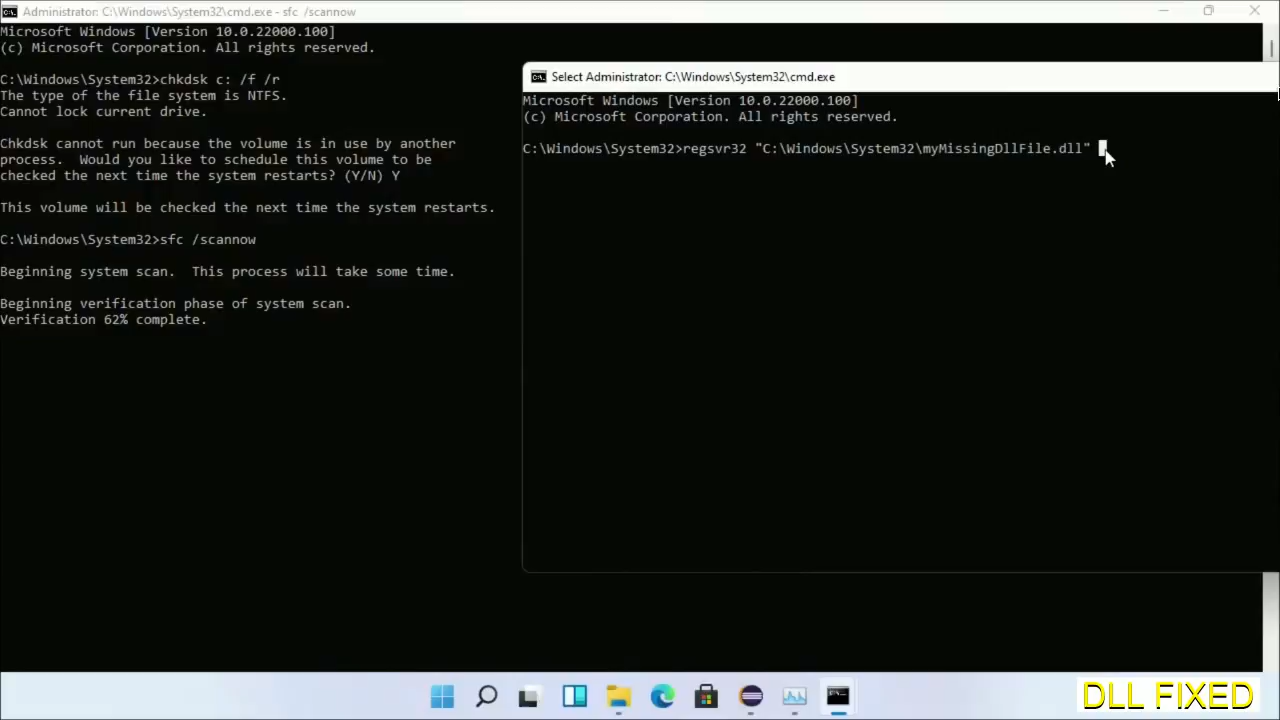 Administrator: C:\Windows\System32\cmd.exe - sfc /scannow
Microsoft Windows [Version 10.0.22000.100]
(c) Microsoft Corporation. All rights reserved.
C:\Windows\System32>chkdsk c: /f /r
The type of the file system is NTFS.
Cannot lock current drive.
Chkdsk cannot run because the volume is in use by another
process.  Would you like to schedule this volume to be
checked the next time the system restarts? (Y/N) Y
This volume will be checked the next time the system restarts.
C:\Windows\System32>sfc /scannow
Beginning system scan.  This process will take some time.
Beginning verification phase of system scan.
Verification 62% complete.
Select Administrator: C:\Windows\System32\cmd.exe
Microsoft Windows [Version 10.0.22000.100]
(c) Microsoft Corporation. All rights reserved.
C:\Windows\System32>regsvr32 "C:\Windows\System32\myMissingDllFile.dll"
DLL FIXED